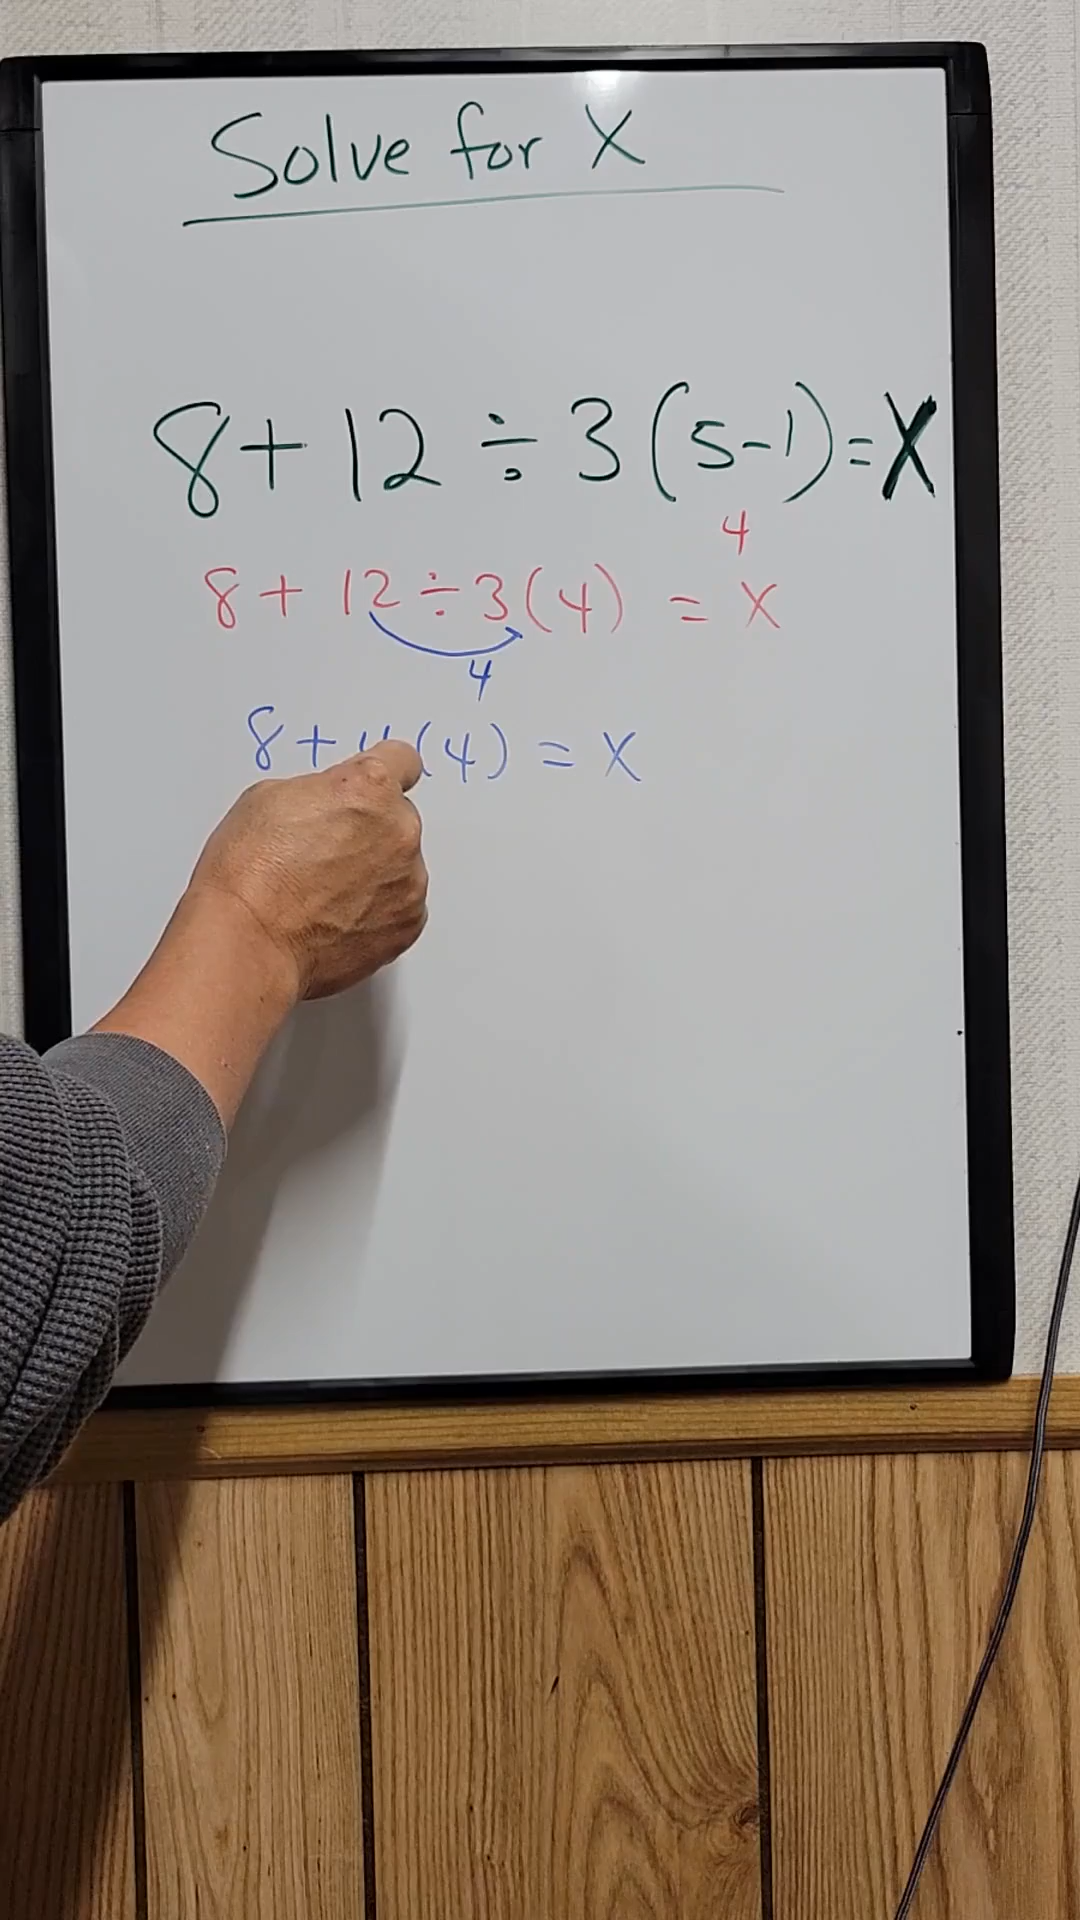 Solve for X
8 + 12 ÷ 3 (5 - 1) = X
4
8 + 12 ÷ 3 (4) = X
4
8 + 4 (4) = X